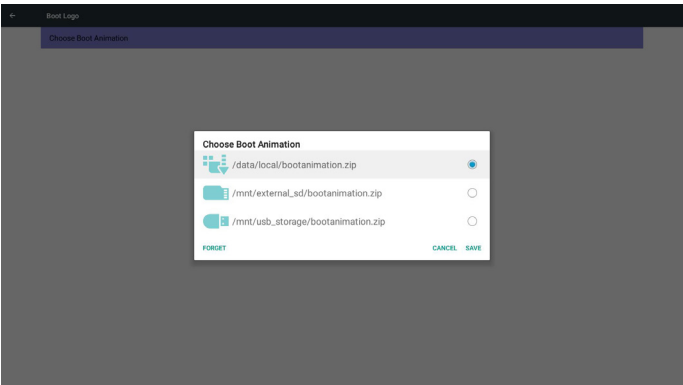 Boot Logo
Choose Boot Animation
Choose Boot Animation
/data/local/bootanimation.zip
/mnt/external_sd/bootanimation.zip
/mnt/usb_storage/bootanimation.zip
FORGET CANCEL SAVE